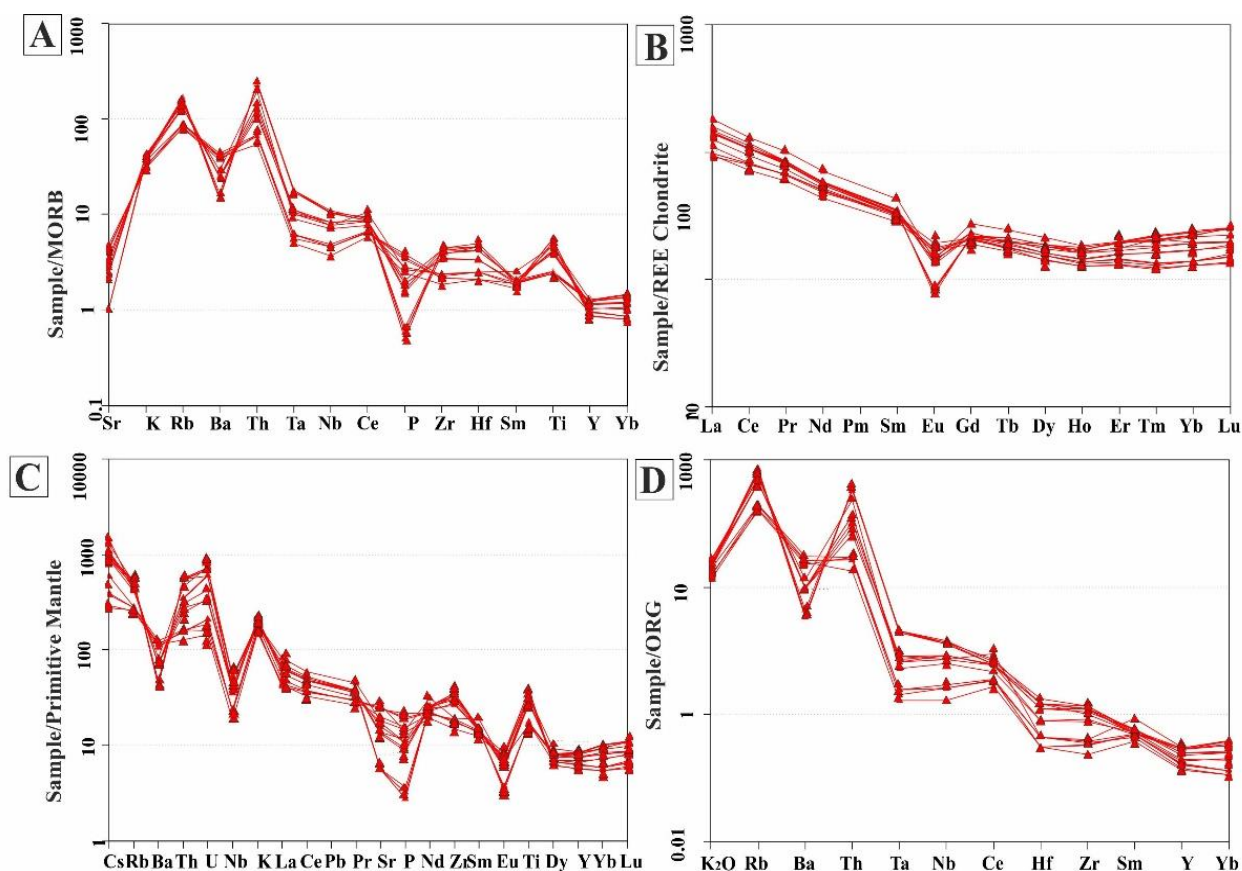 A
Sample/MORB
1000
100
10
1
0.1
Sr K Rb Ba Th Ta Nb Ce P Zr Hf Sm Ti Y Yb
B
Sample/REE Chondrite
1000
100
La Ce Pr Nd Pm Sm Eu Gd Tb Dy Ho Er Tm Yb Lu
C
Sample/Primitive Mantle
10000
1000
100
10
1
Cs Rb Ba Th U Nb K La Ce Pb Pr Sr P Nd Zr Sm Eu Ti Dy Y Yb Lu
D
Sample/ORG
1000
10
1
0.01
K₂O Rb Ba Th Ta Nb Ce Hf Zr Sm Y Yb